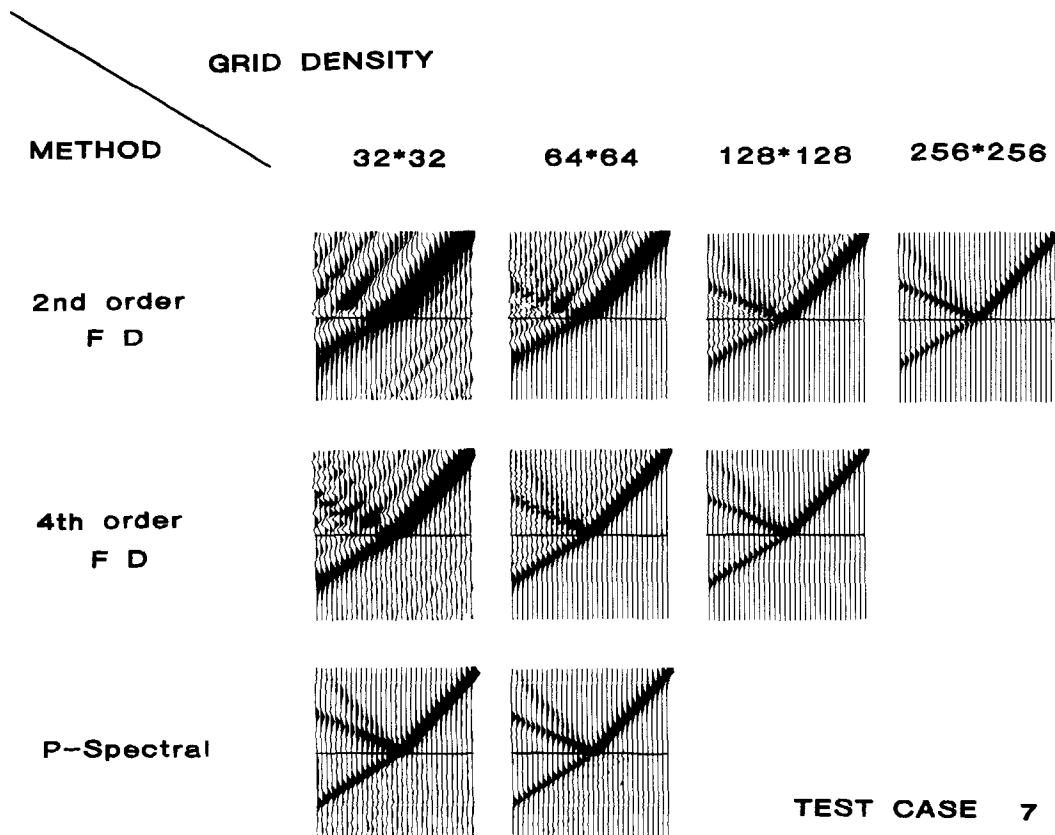 GRID DENSITY
METHOD 32*32 64*64 128*128 256*256
2nd order
F D
4th order
F D
P-Spectral
TEST CASE 7